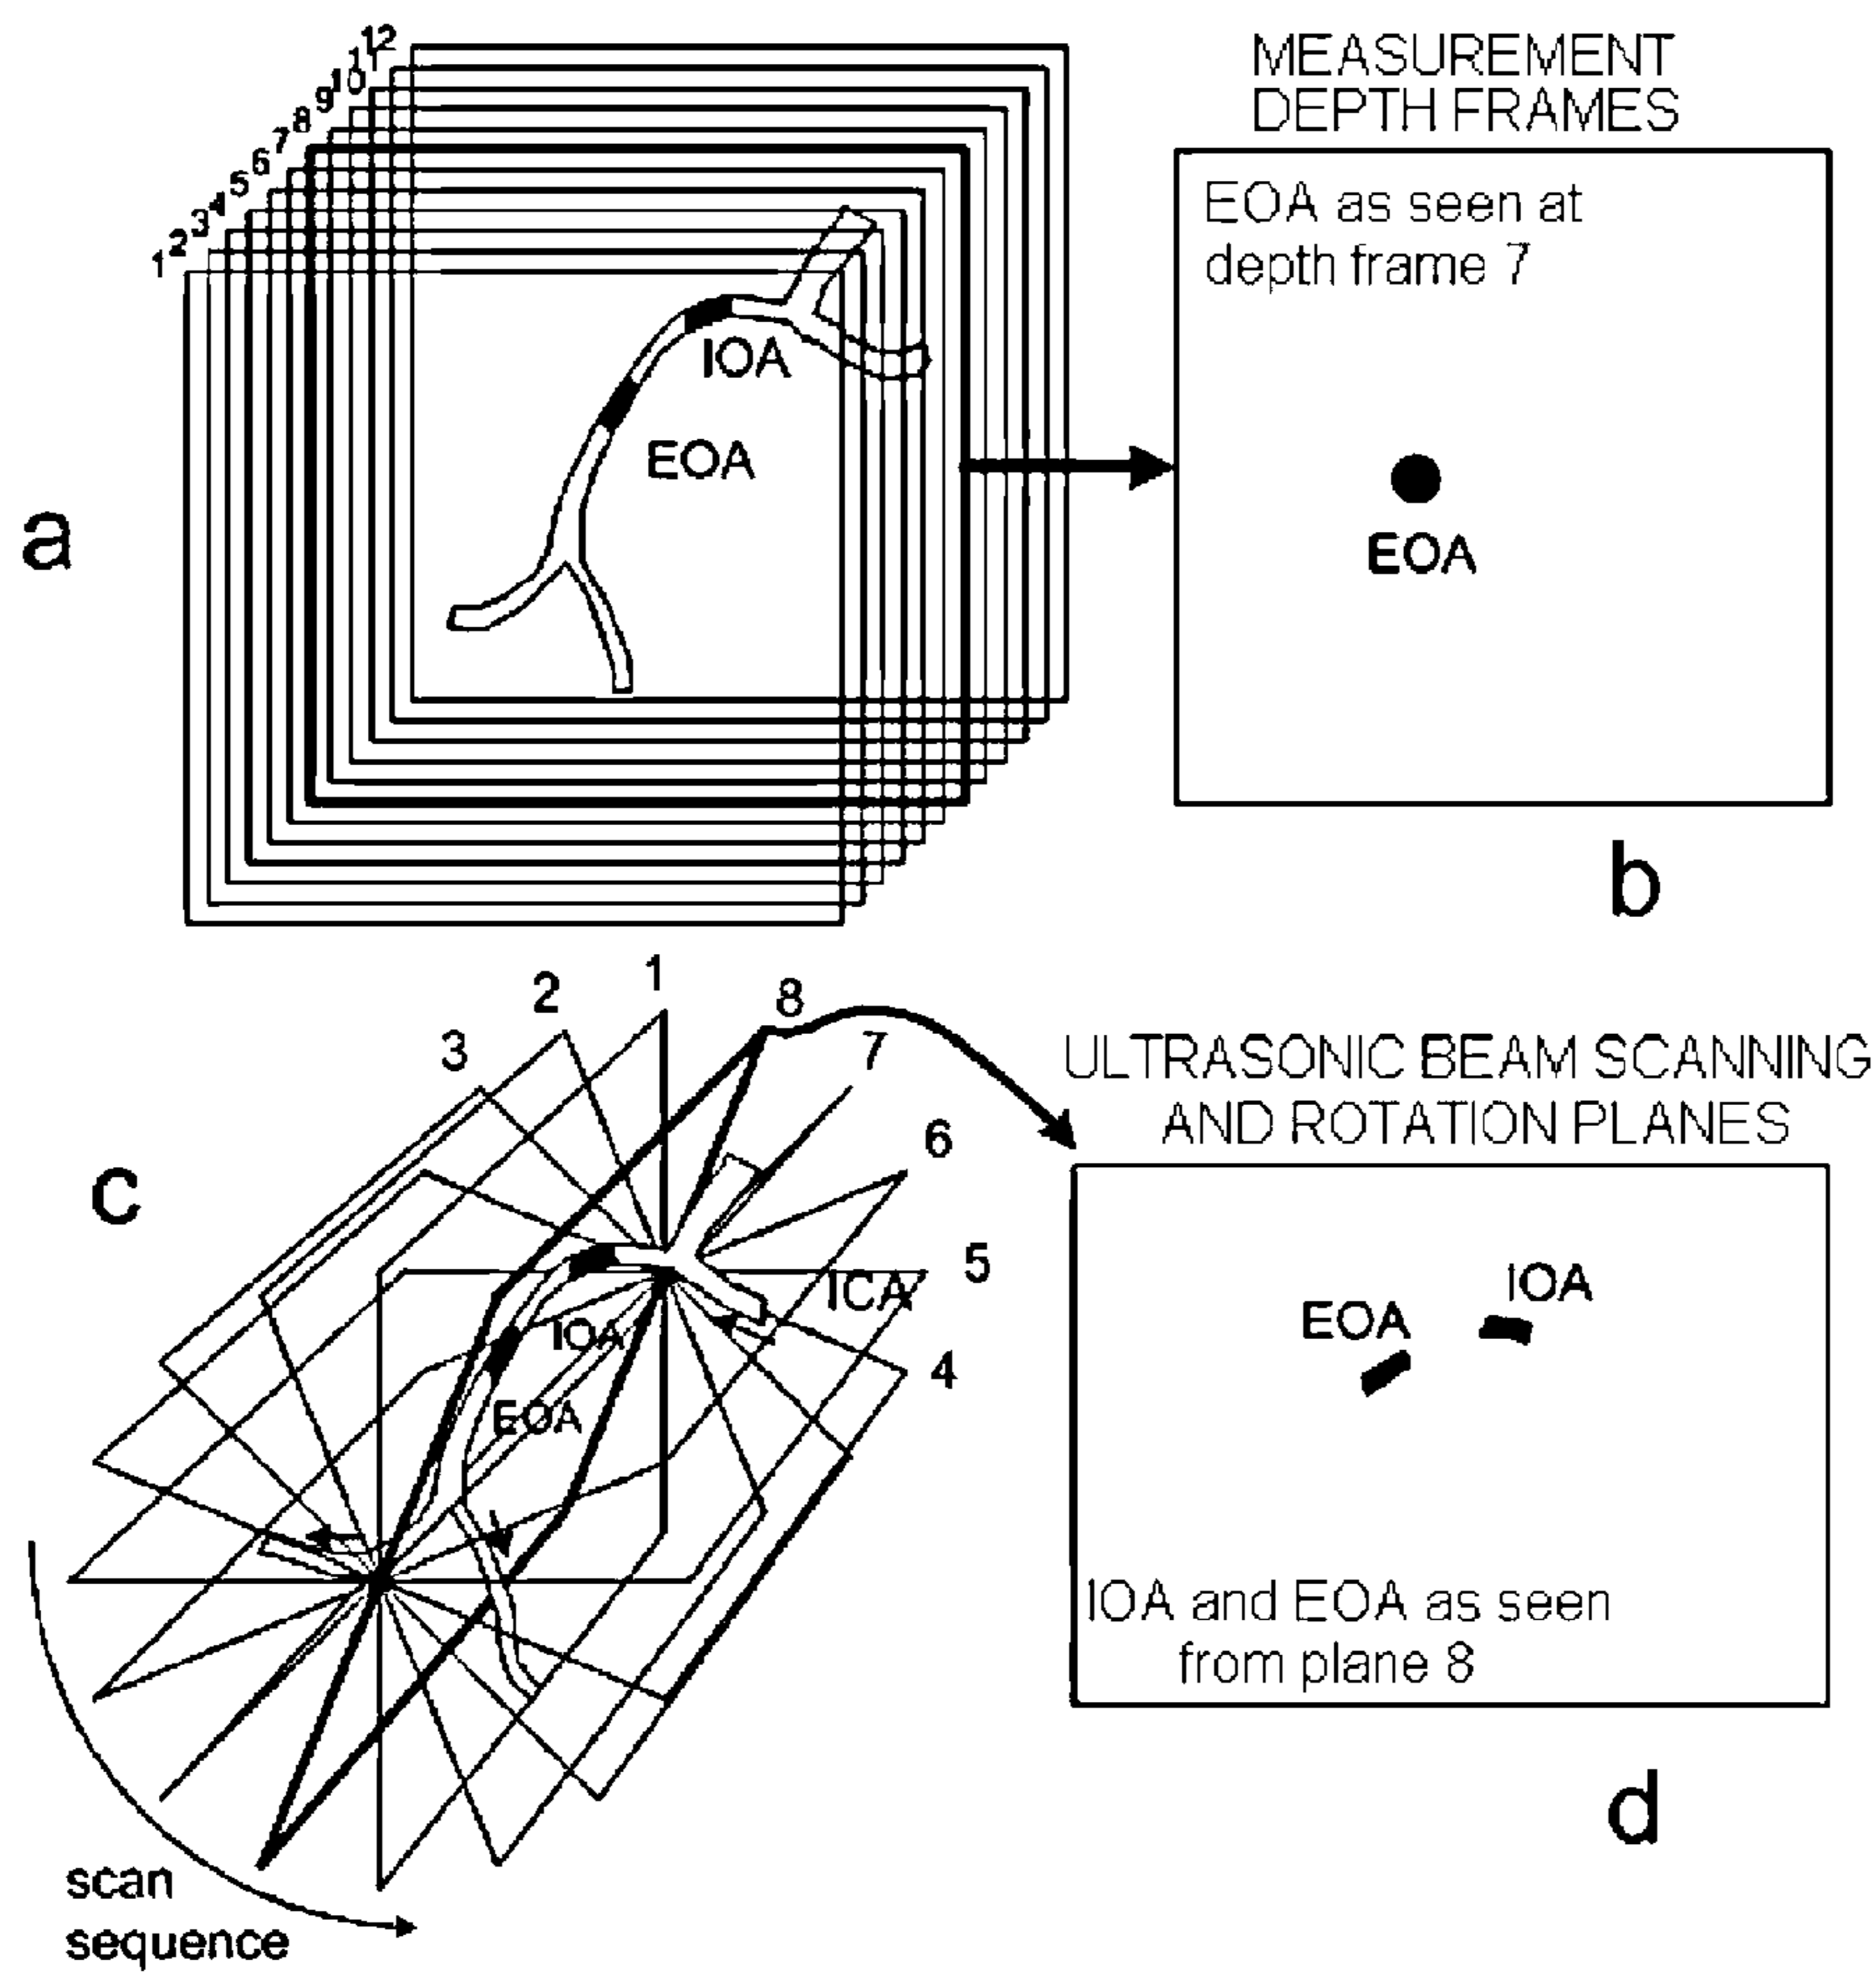 12
11
10
9
8
7
6
5
4
3
2
1
IOA
EOA
a
MEASUREMENT
DEPTH FRAMES
EOA as seen at
depth frame 7
EOA
b
1
2
3
8
7
6
5
4
c
ICA
IOA
EOA
scan
sequence
ULTRASONIC BEAM SCANNING
AND ROTATION PLANES
IOA
EOA
IOA and EOA as seen
from plane 8
d